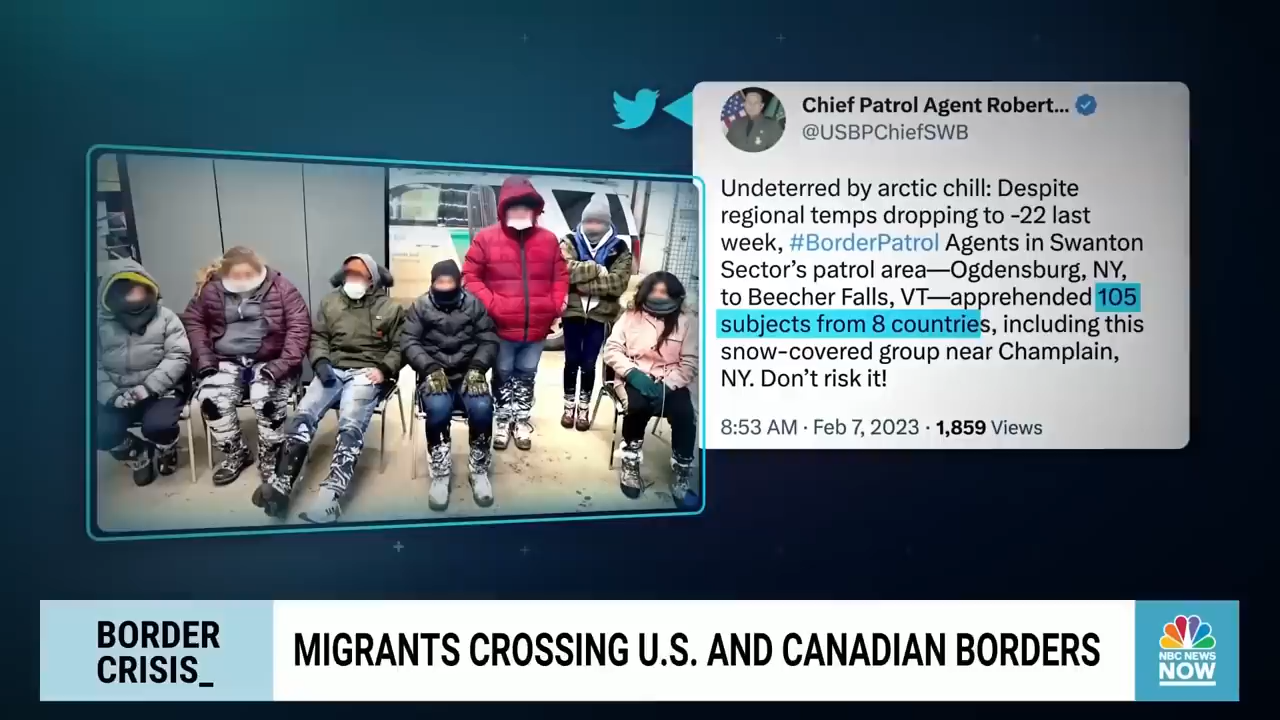 Chief Patrol Agent Robert...
@USBPChiefSWB
Undeterred by arctic chill: Despite
regional temps dropping to -22 last
week, #BorderPatrol Agents in Swanton
Sector's patrol area—Ogdensburg, NY,
to Beecher Falls, VT—apprehended 105
subjects from 8 countries, including this
snow-covered group near Champlain,
NY. Don't risk it!
8:53 AM · Feb 7, 2023 · 1,859 Views
BORDER
CRISIS_
MIGRANTS CROSSING U.S. AND CANADIAN BORDERS
NBC NEWS
NOW